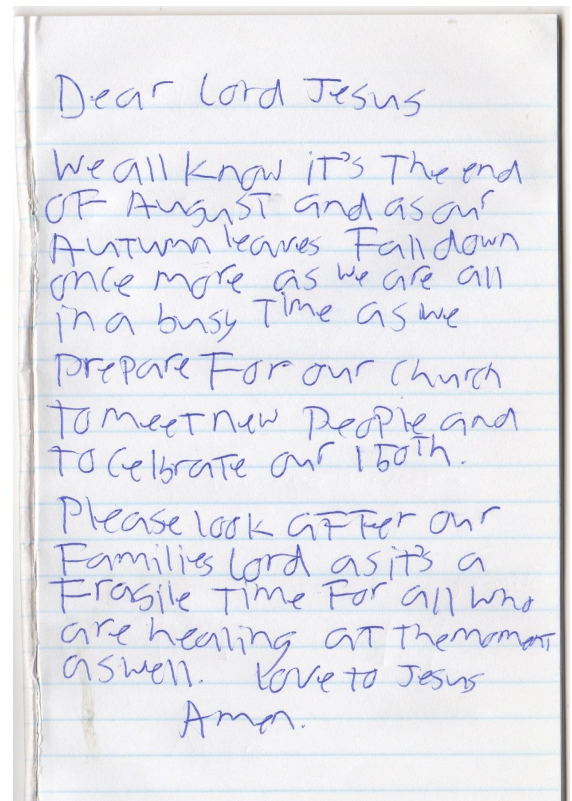 Dear Lord Jesus
We all know it's The end
OF August and as our
Autumn leaves Fall down
once more as we are all
in a busy Time as we
prepare For our church
to meet new People and
to Celbrate our 150th.
Please look after our
Families Lord as it's a
Fragile Time For all who
are healing at the moment
aswell. Love to Jesus
Amen.